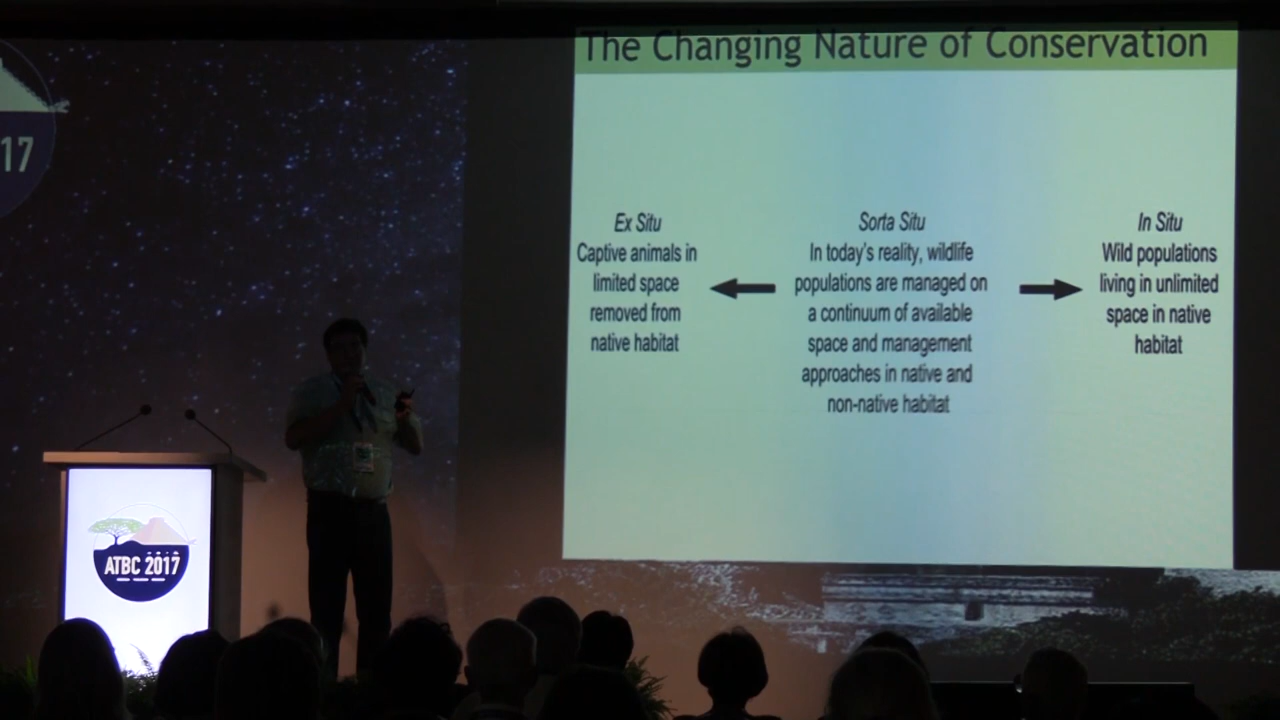 The Changing Nature of Conservation
17
Ex Situ
Captive animals in
limited space
removed from
native habitat
Sorta Situ
In today's reality, wildlife
populations are managed on
a continuum of available
space and management
approaches in native and
non-native habitat
In Situ
Wild populations
living in unlimited
space in native
habitat
ATBC 2017